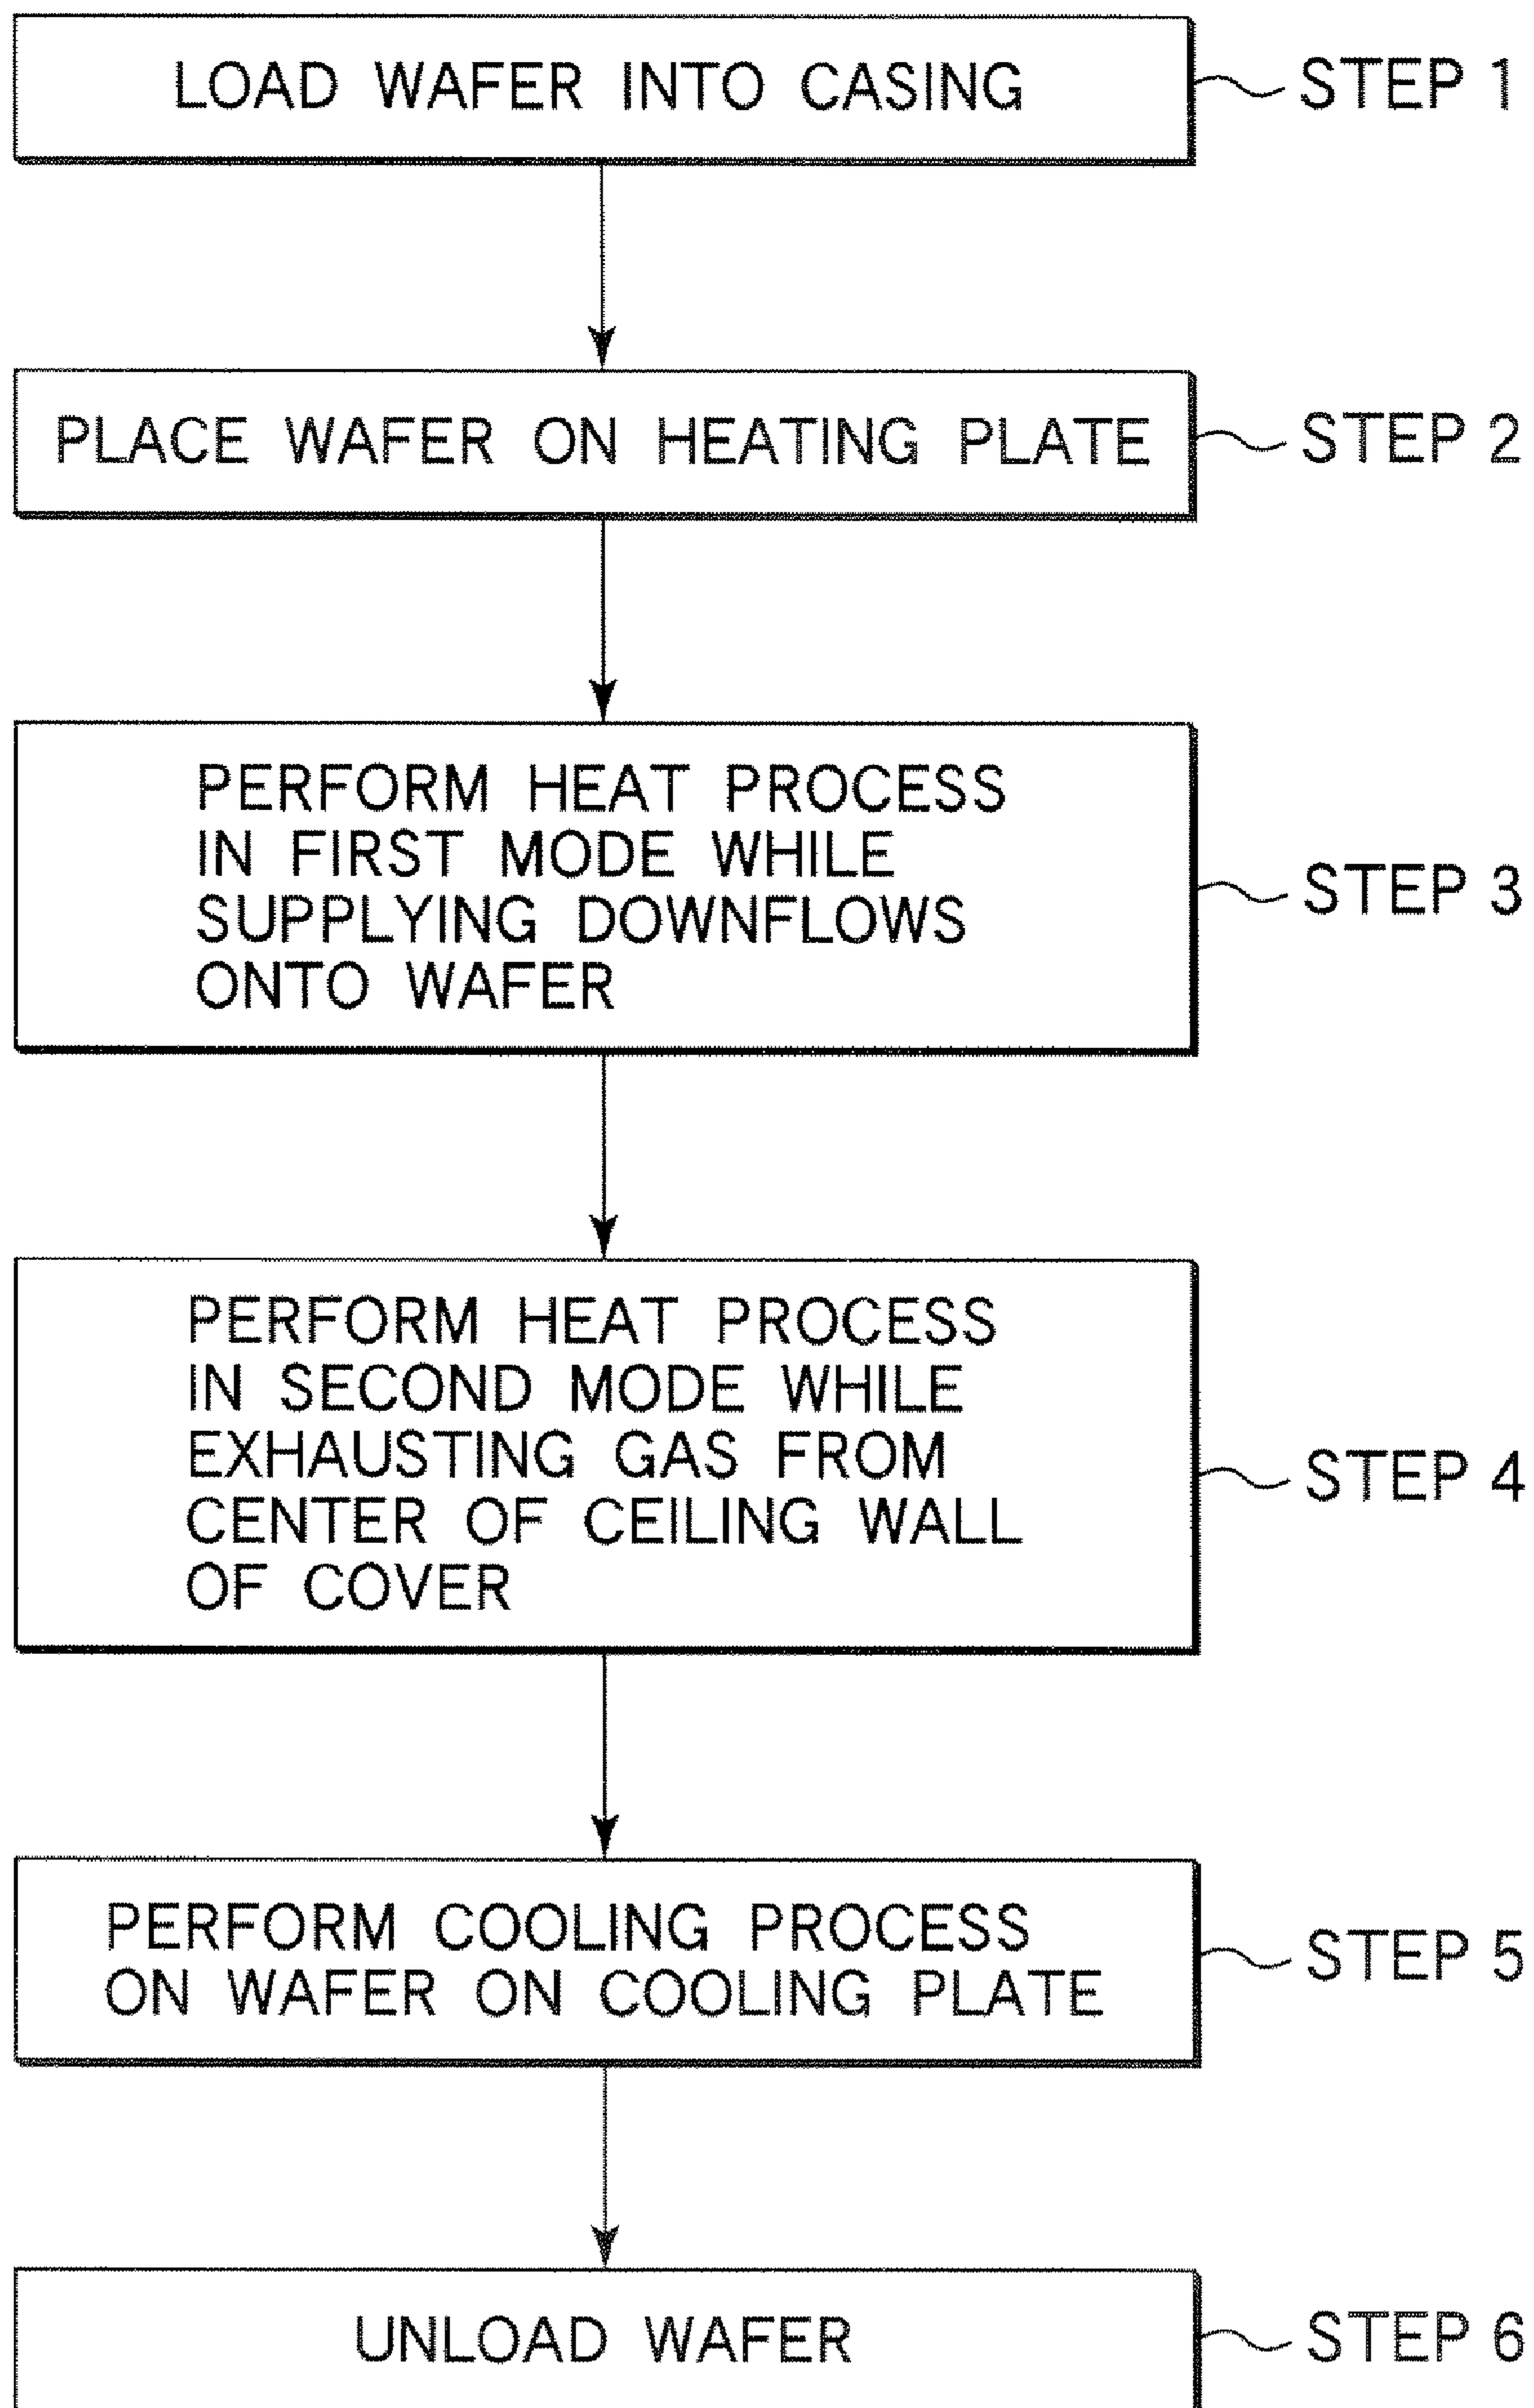 LOAD WAFER INTO CASING
STEP 1
PLACE WAFER ON HEATING PLATE
STEP 2
PERFORM HEAT PROCESS
IN FIRST MODE WHILE
SUPPLYING DOWNFLOWS
ONTO WAFER
STEP 3
PERFORM HEAT PROCESS
IN SECOND MODE WHILE
EXHAUSTING GAS FROM
CENTER OF CEILING WALL
OF COVER
STEP 4
PERFORM COOLING PROCESS
ON WAFER ON COOLING PLATE
STEP 5
UNLOAD WAFER
STEP 6